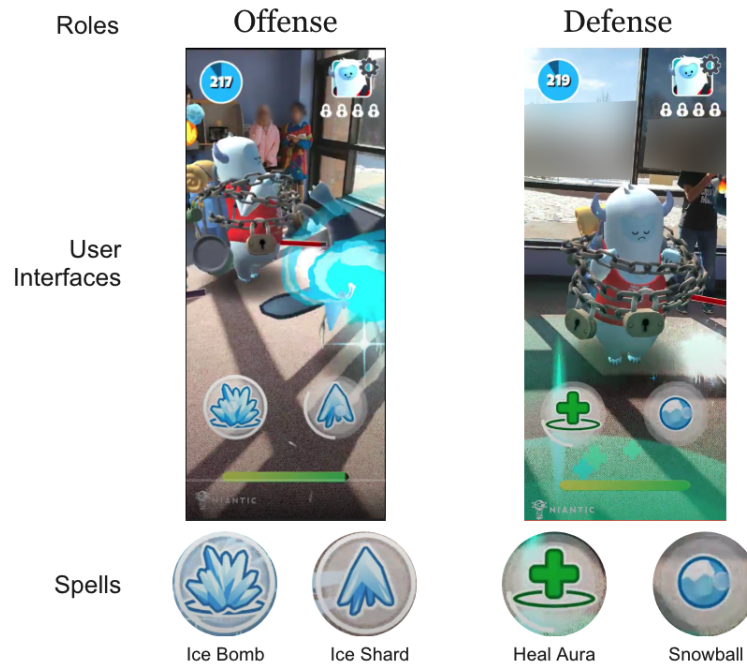 Roles
Offense
Defense
217
219
User
Interfaces
NIANTIC
NIANTIC
Spells
Ice Bomb
Ice Shard
Heal Aura
Snowball